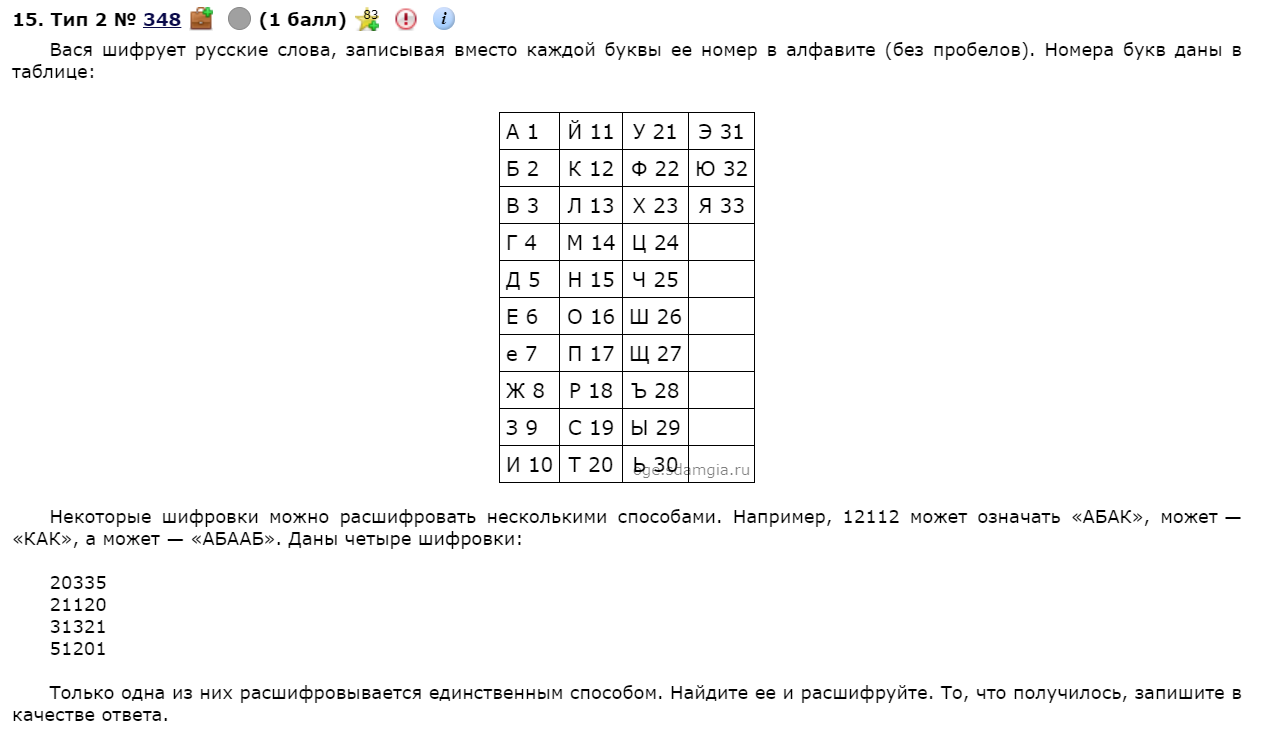 15. Тип 2 № 348 (1 балл) 83 ! i
Вася шифрует русские слова, записывая вместо каждой буквы ее номер в алфавите (без пробелов). Номера букв даны в
таблице:
А 1 Й 11 У 21 Э 31
Б 2 К 12 Ф 22 Ю 32
В 3 Л 13 Х 23 Я 33
Г 4 М 14 Ц 24
Д 5 Н 15 Ч 25
Е 6 О 16 Ш 26
е 7 П 17 Щ 27
Ж 8 Р 18 Ъ 28
З 9 С 19 Ы 29
И 10 Т 20 Ь 30
oge.sdamgia.ru
Некоторые шифровки можно расшифровать несколькими способами. Например, 12112 может означать «АБАК», может —
«КАК», а может — «АБААБ». Даны четыре шифровки:
20335
21120
31321
51201
Только одна из них расшифровывается единственным способом. Найдите ее и расшифруйте. То, что получилось, запишите в
качестве ответа.